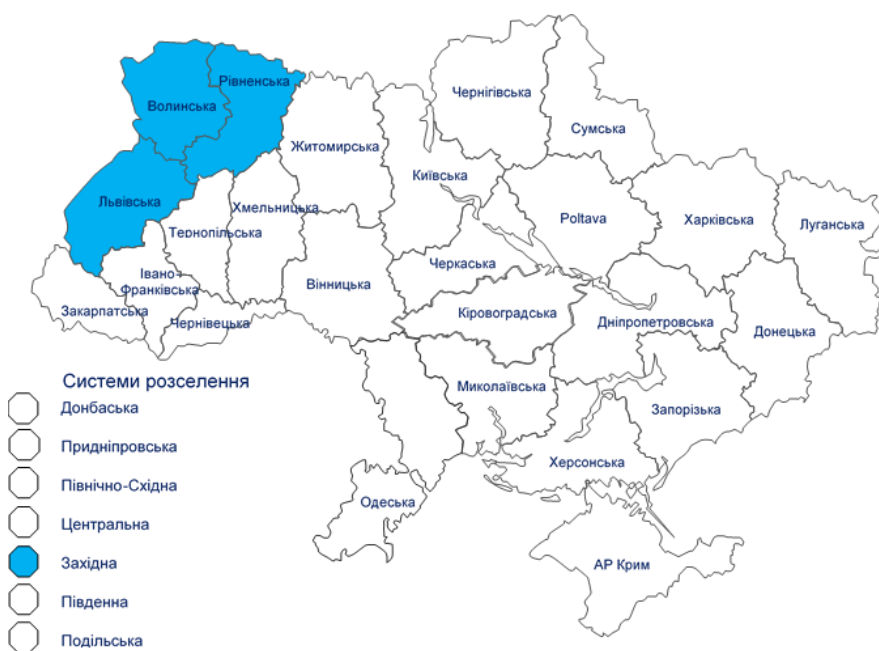 Рівненська
Волинська
Чернігівська
Сумська
Житомирська
Київська
Львівська
Хмельницька
Тернопільська
Poltava
Харківська
Луганська
Черкаська
Івано-
Франківська
Вінницька
Закарпатська
Чернівецька
Кіровоградська
Дніпропетровська
Донецька
Миколаївська
Запорізька
Херсонська
Одеська
АР Крим
Системи розселення
Донбаська
Придніпровська
Північно-Східна
Центральна
Західна
Південна
Подільська